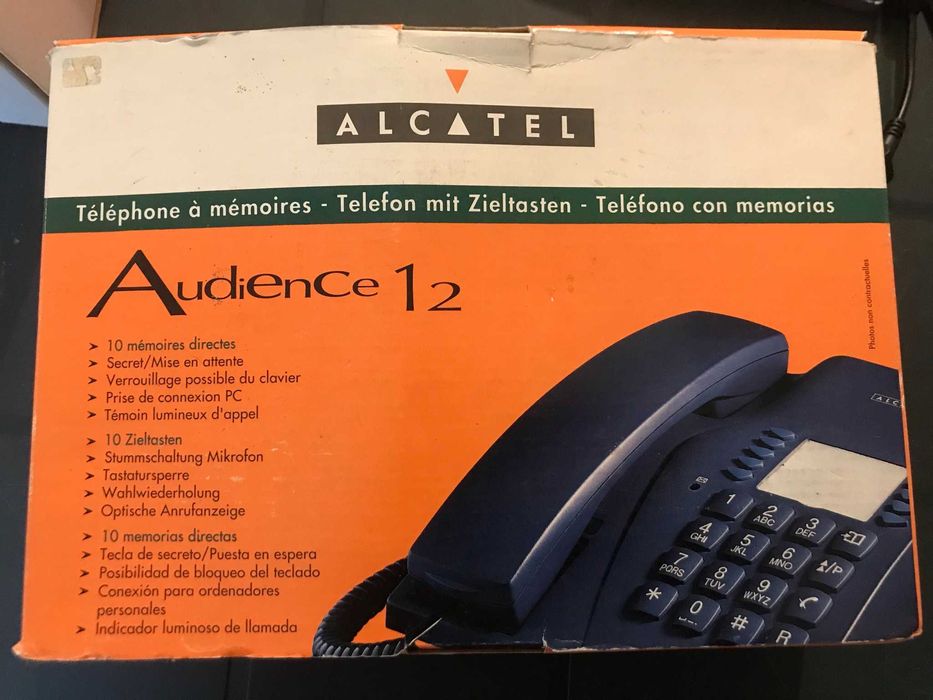 ALCATEL
Téléphone à mémoires - Telefon mit Zieltasten - Teléfono con memorias
Audience 12
Photos non contractuelles
➤ 10 mémoires directes
➤ Secret/Mise en attente
➤ Verrouillage possible du clavier
➤ Prise de connexion PC
➤ Témoin lumineux d'appel
➤ 10 Zieltasten
➤ Stummschaltung Mikrofon
➤ Tastatursperre
➤ Wahlwiederholung
➤ Optische Anrufanzeige
➤ 10 memorias directas
➤ Tecla de secreto/Puesta en espera
➤ Posibilidad de bloqueo del teclado
➤ Conexión para ordenadores
personales
➤ Indicador luminoso de llamada
ALC
1
2 ABC
3 DEF
4 GHI
5 JKL
6 MNO
/P
7 PQRS
8 TUV
9 WXYZ
*
0
#
R